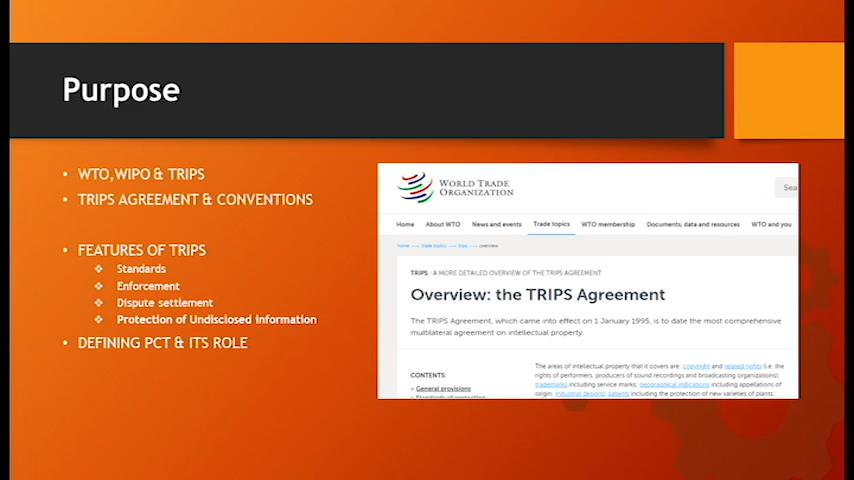 Purpose
• WTO,WIPO & TRIPS
• TRIPS AGREEMENT & CONVENTIONS
• FEATURES OF TRIPS
❖ Standards
❖ Enforcement
❖ Dispute settlement
❖ Protection of Undisclosed information
• DEFINING PCT & ITS ROLE
WORLD TRADE
ORGANIZATION
Sea
Home About WTO News and events Trade topics WTO membership Documents, data and resources WTO and you
home → trade topics → trips → overview
TRIPS : A MORE DETAILED OVERVIEW OF THE TRIPS AGREEMENT
Overview: the TRIPS Agreement
The TRIPS Agreement, which came into effect on 1 January 1995, is to date the most comprehensive
multilateral agreement on intellectual property.
The areas of intellectual property that it covers are: copyright and related rights (i.e. the
rights of performers, producers of sound recordings and broadcasting organizations);
trademarks including service marks; geographical indications including appellations of
origin; industrial designs; patents including the protection of new varieties of plants;
CONTENTS:
> General provisions
> Standards of protection